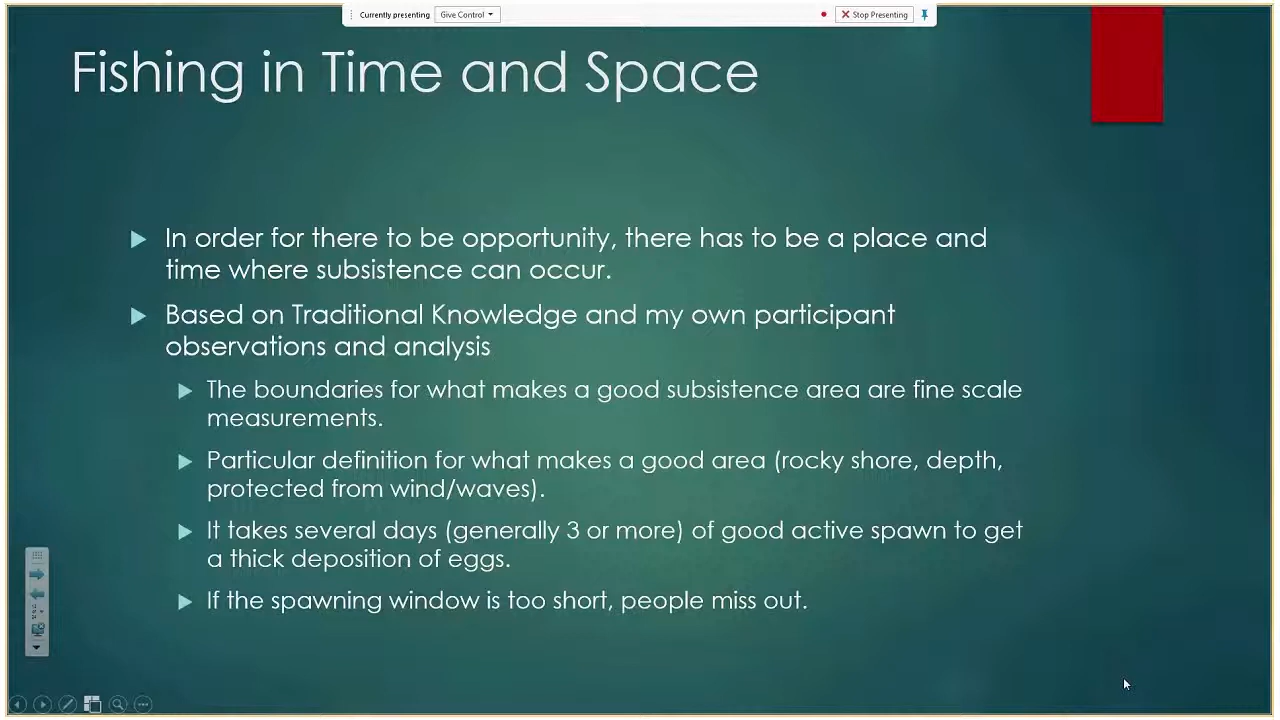 Currently presenting Give Control Stop Presenting
Fishing in Time and Space
In order for there to be opportunity, there has to be a place and
time where subsistence can occur.
Based on Traditional Knowledge and my own participant
observations and analysis
The boundaries for what makes a good subsistence area are fine scale
measurements.
Particular definition for what makes a good area (rocky shore, depth,
protected from wind/waves).
It takes several days (generally 3 or more) of good active spawn to get
a thick deposition of eggs.
If the spawning window is too short, people miss out.